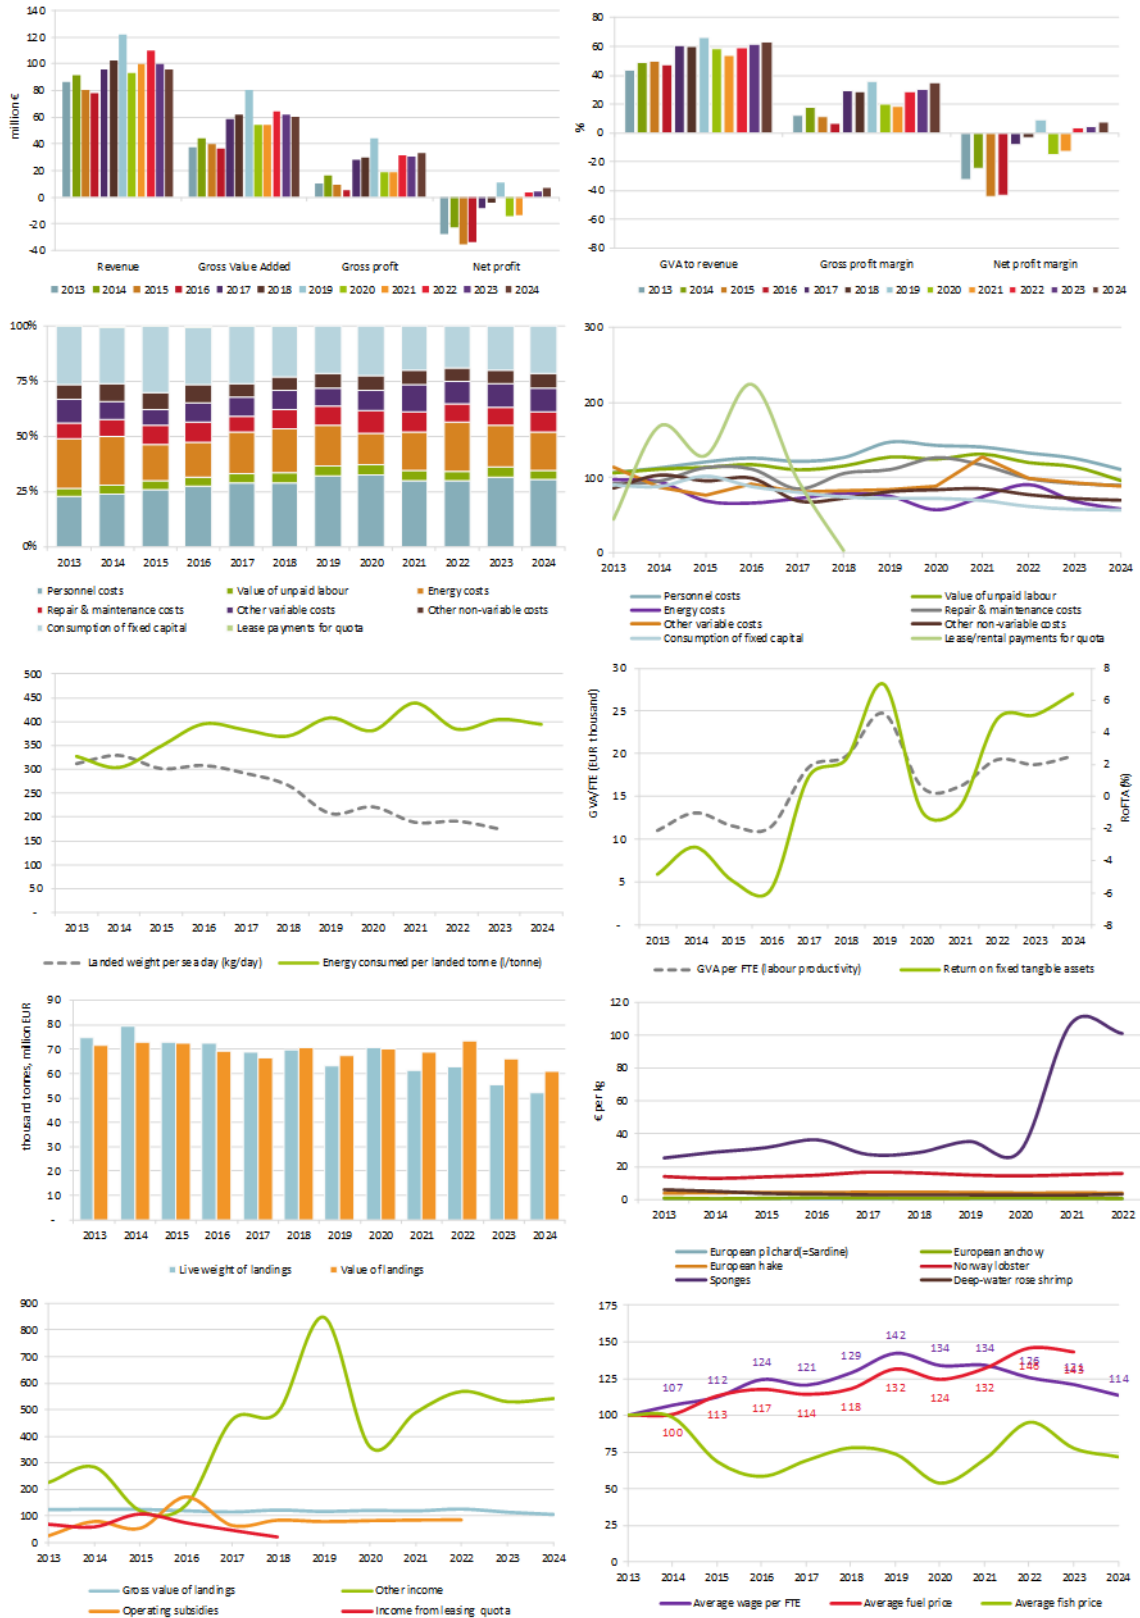 140
120
100
80
60
40
20
0
-20
-40
million €
Revenue Gross Value Added Gross profit Net profit
2013 2014 2015 2016 2017 2018 2019 2020 2021 2022 2023 2024
80
60
40
20
0
-20
-40
-60
-80
%
GVA to revenue Gross profit margin Net profit margin
2013 2014 2015 2016 2017 2018 2019 2020 2021 2022 2023 2024
100%
75%
50%
25%
0%
2013 2014 2015 2016 2017 2018 2019 2020 2021 2022 2023 2024
Personnel costs Value of unpaid labour Energy costs
Repair & maintenance costs Other variable costs Other non-variable costs
Consumption of fixed capital Lease payments for quota
300
200
100
0
2013 2014 2015 2016 2017 2018 2019 2020 2021 2022 2023 2024
Personnel costs Value of unpaid labour
Energy costs Repair & maintenance costs
Other variable costs Other non-variable costs
Consumption of fixed capital Lease/rental payments for quota
500
450
400
350
300
250
200
150
100
50
-
2013 2014 2015 2016 2017 2018 2019 2020 2021 2022 2023 2024
Landed weight per sea day (kg/day) Energy consumed per landed tonne (l/tonne)
30
25
20
15
10
5
-
GVA/FTE (EUR thousand)
8
6
4
2
0
-2
-4
-6
-8
RoFTA (%)
2013 2014 2015 2016 2017 2018 2019 2020 2021 2022 2023 2024
GVA per FTE (labour productivity) Return on fixed tangible assets
90
80
70
60
50
40
30
20
10
-
thousand tonnes, million EUR
2013 2014 2015 2016 2017 2018 2019 2020 2021 2022 2023 2024
Live weight of landings Value of landings
120
100
80
60
40
20
0
€ per kg
2013 2014 2015 2016 2017 2018 2019 2020 2021 2022
European pilchard(=Sardine) European anchovy
European hake Norway lobster
Sponges Deep-water rose shrimp
900
800
700
600
500
400
300
200
100
0
2013 2014 2015 2016 2017 2018 2019 2020 2021 2022 2023 2024
Gross value of landings Other income
Operating subsidies Income from leasing quota
175
150
125
100
75
50
25
0
107 112 124 121 129 142 134 134 126 121 114
100 113 117 114 118 132 124 132 146 143
2013 2014 2015 2016 2017 2018 2019 2020 2021 2022 2023 2024
Average wage per FTE Average fuel price Average fish price